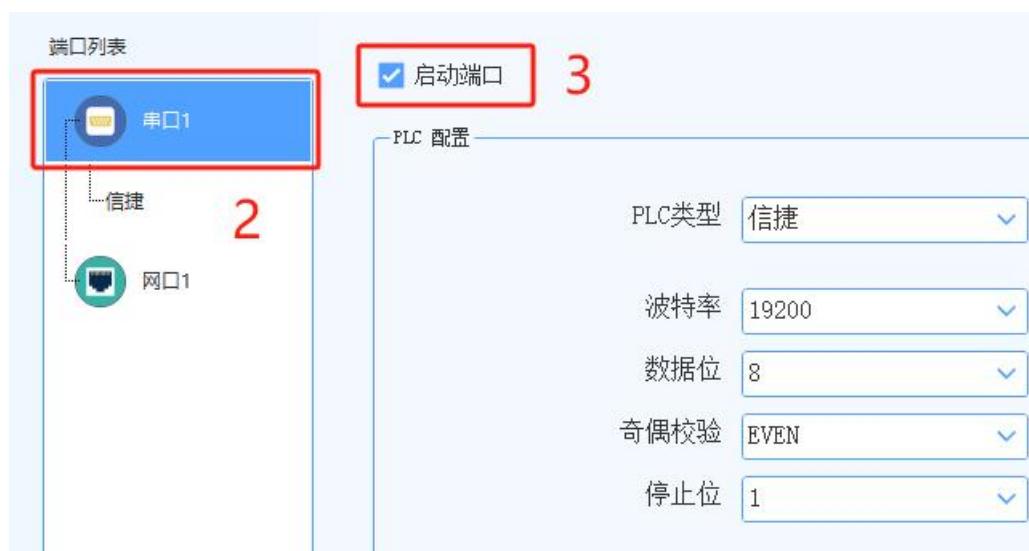 端口列表
串口1
信捷
2
网口1
启动端口
3
PLC 配置
PLC类型 信捷
波特率 19200
数据位 8
奇偶校验 EVEN
停止位 1